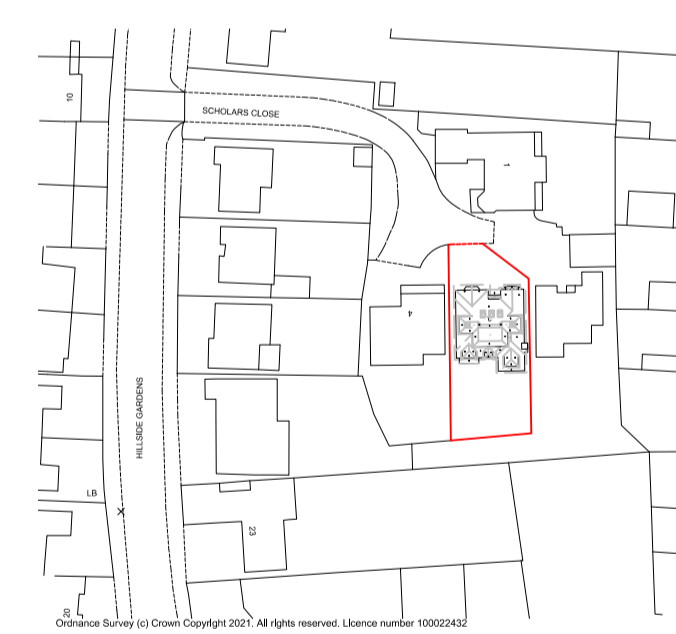 10
SCHOLARS CLOSE
1
4
HILLSIDE GARDENS
LB
23
20
Ordnance Survey (c) Crown Copyright 2021. All rights reserved. Licence number 100022432